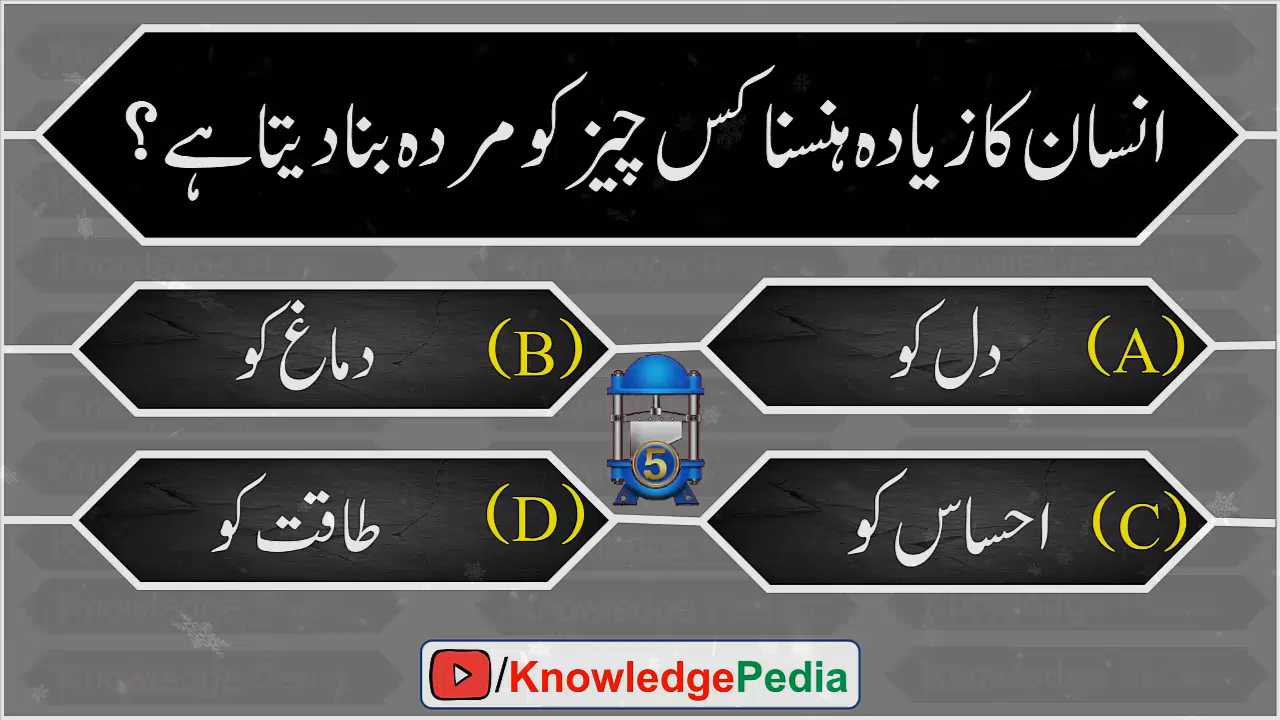 انسان کا زیادہ ہنسنا کس چیز کو مردہ بنا دیتا ہے؟
(A) دل کو
(B) دماغ کو
(C) احساس کو
(D) طاقت کو
5
/KnowledgePedia